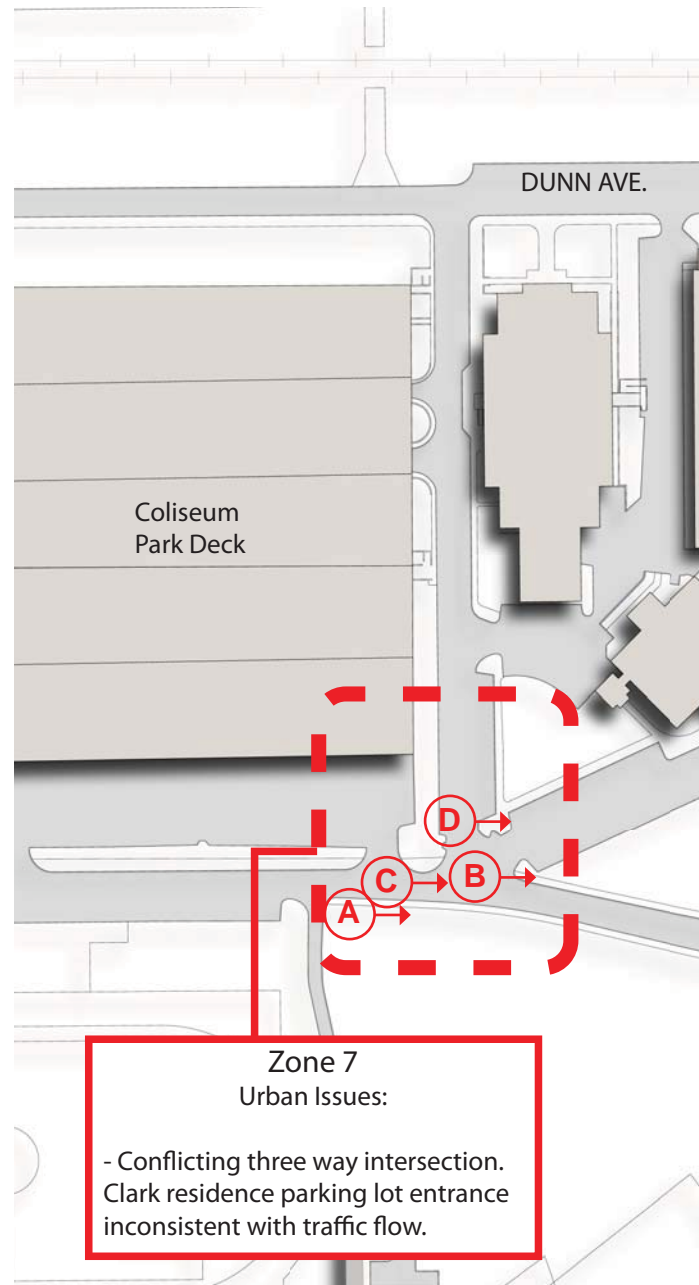 DUNN AVE.
Coliseum
Park Deck
D
C
B
A
Zone 7
Urban Issues:
- Conflicting three way intersection.
Clark residence parking lot entrance
inconsistent with traffic flow.